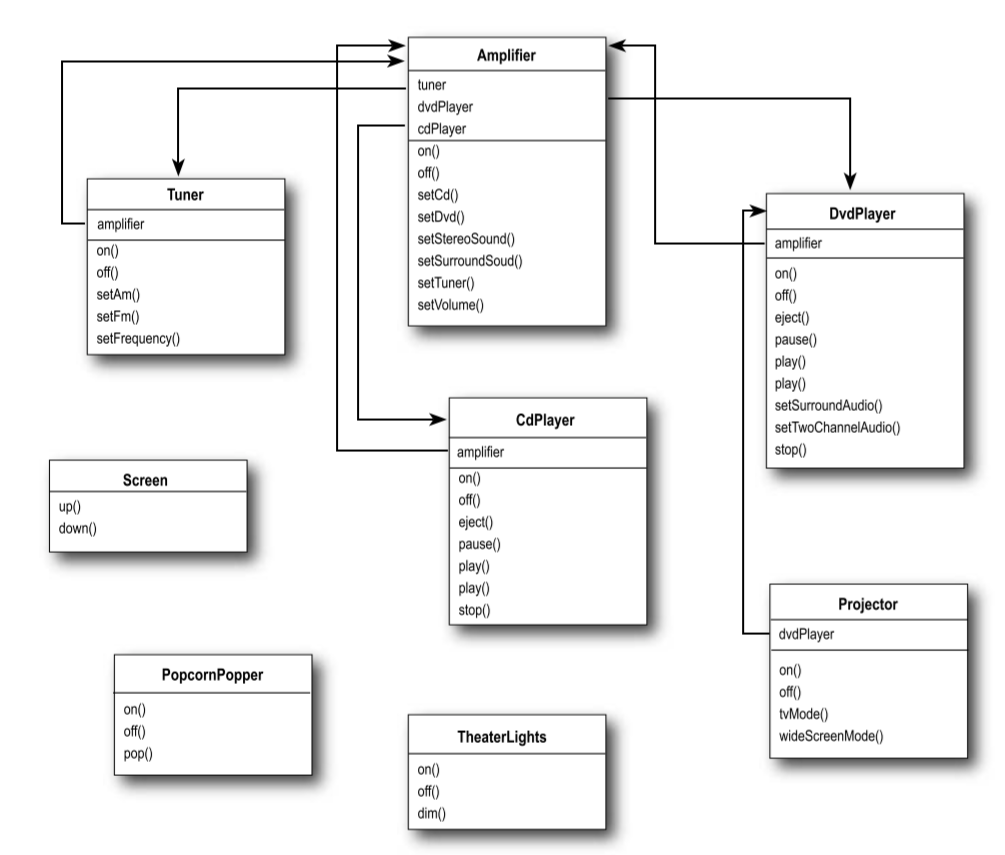 Amplifier
tuner
dvdPlayer
cdPlayer
on()
off()
setCd()
setDvd()
setStereoSound()
setSurroundSoud()
setTuner()
setVolume()
Tuner
amplifier
on()
off()
setAm()
setFm()
setFrequency()
DvdPlayer
amplifier
on()
off()
eject()
pause()
play()
play()
setSurroundAudio()
setTwoChannelAudio()
stop()
CdPlayer
amplifier
on()
off()
eject()
pause()
play()
play()
stop()
Screen
up()
down()
Projector
dvdPlayer
on()
off()
tvMode()
wideScreenMode()
PopcornPopper
on()
off()
pop()
TheaterLights
on()
off()
dim()